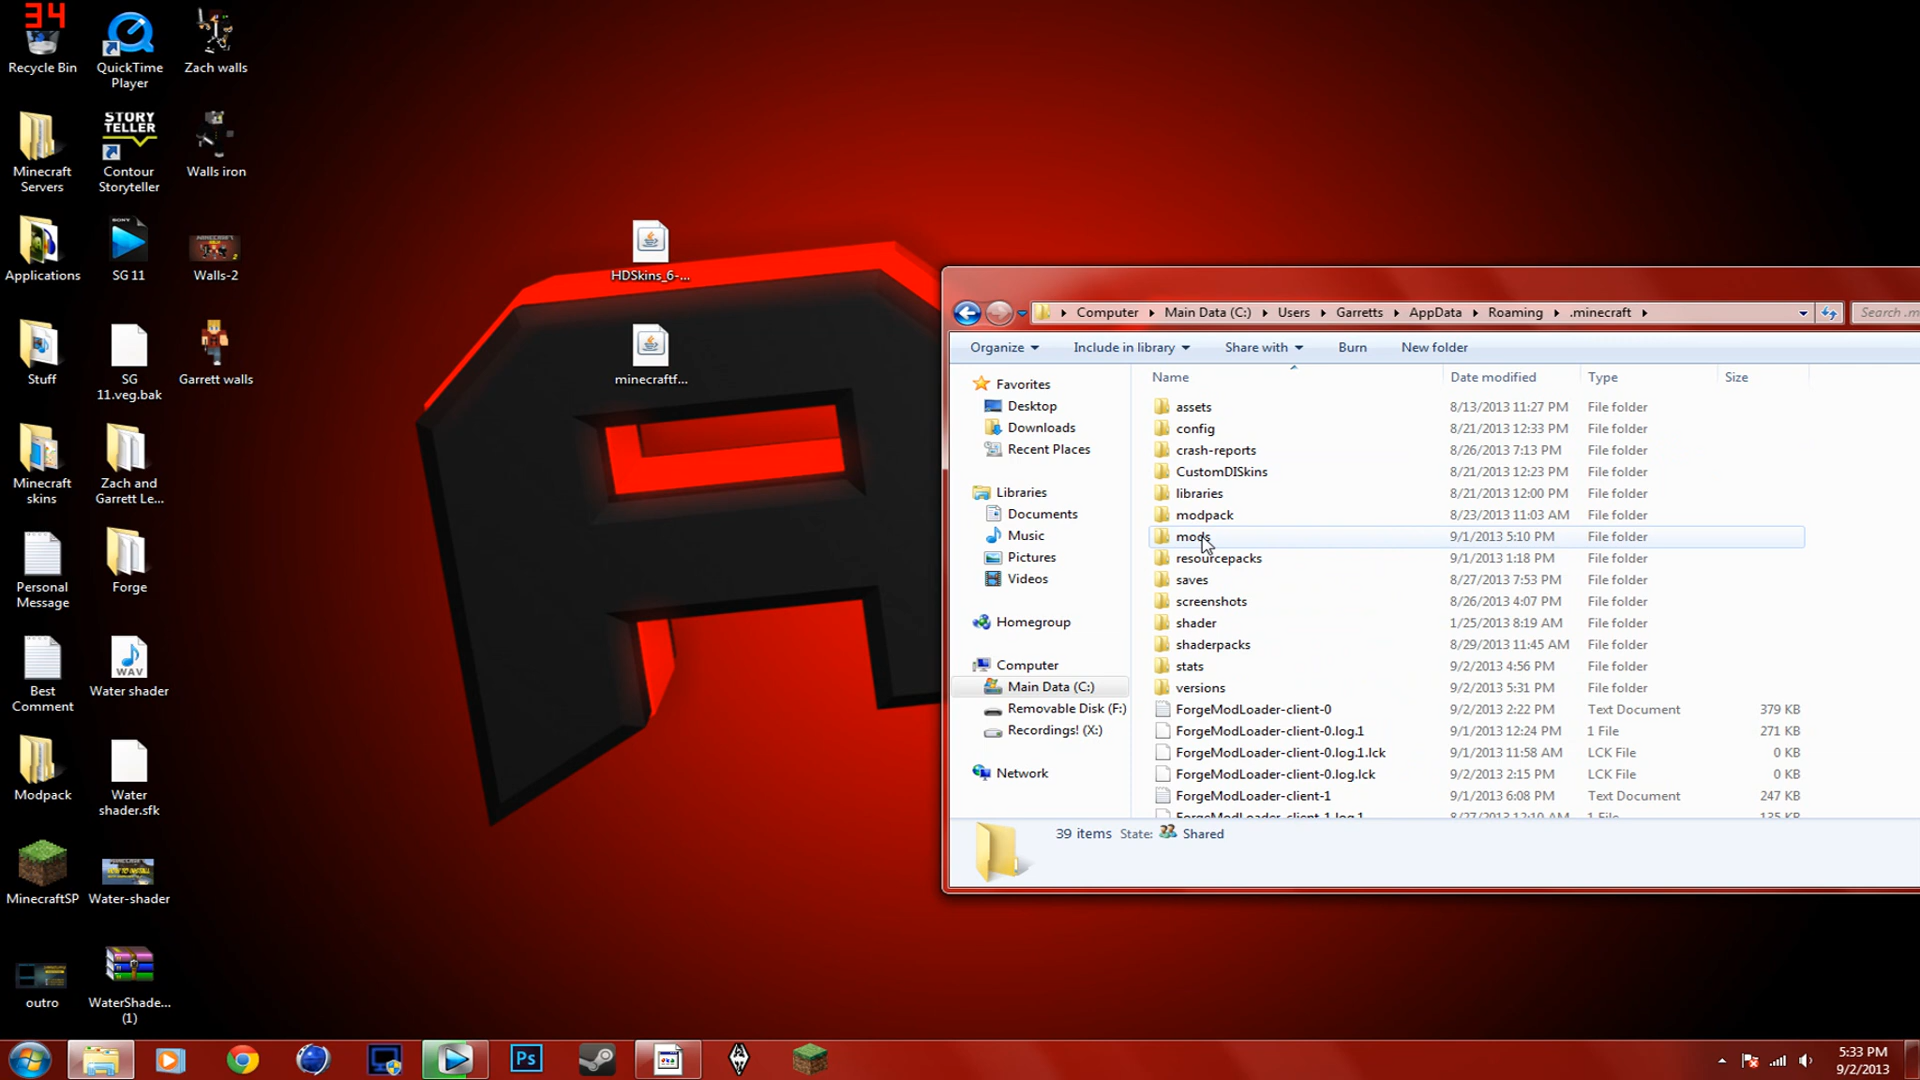 34
Recycle Bin
QuickTime
Player
Zach walls
Minecraft
Servers
STORY
TELLER
Contour
Storyteller
Walls iron
Applications
SONY
SG 11
Walls-2
Stuff
SG
11.veg.bak
Garrett walls
Minecraft
skins
Zach and
Garrett Le...
Personal
Message
Forge
Best
Comment
WAV
Water shader
Modpack
Water
shader.sfk
MinecraftSP
Water-shader
outro
WaterShade...
(1)
HDSkins_6-...
minecraftf...
Computer
Main Data (C:)
Users
Garretts
AppData
Roaming
.minecraft
Search .m
Organize
Include in library
Share with
Burn
New folder
Favorites
Desktop
Downloads
Recent Places
Libraries
Documents
Music
Pictures
Videos
Homegroup
Computer
Main Data (C:)
Removable Disk (F:)
Recordings! (X:)
Network
Name Date modified Type Size
assets 8/13/2013 11:27 PM File folder
config 8/21/2013 12:33 PM File folder
crash-reports 8/26/2013 7:13 PM File folder
CustomDISkins 8/21/2013 12:23 PM File folder
libraries 8/21/2013 12:00 PM File folder
modpack 8/23/2013 11:03 AM File folder
mods 9/1/2013 5:10 PM File folder
resourcepacks 9/1/2013 1:18 PM File folder
saves 8/27/2013 7:53 PM File folder
screenshots 8/26/2013 4:07 PM File folder
shader 1/25/2013 8:19 AM File folder
shaderpacks 8/29/2013 11:45 AM File folder
stats 9/2/2013 4:56 PM File folder
versions 9/2/2013 5:31 PM File folder
ForgeModLoader-client-0 9/2/2013 2:22 PM Text Document 379 KB
ForgeModLoader-client-0.log.1 9/1/2013 12:24 PM 1 File 271 KB
ForgeModLoader-client-0.log.1.lck 9/1/2013 11:58 AM LCK File 0 KB
ForgeModLoader-client-0.log.lck 9/2/2013 2:15 PM LCK File 0 KB
ForgeModLoader-client-1 9/1/2013 6:08 PM Text Document 247 KB
ForgeModLoader-client-1.log.1 8/27/2013 12:10 AM 1 File 135 KB
39 items State: Shared
Ps
5:33 PM
9/2/2013